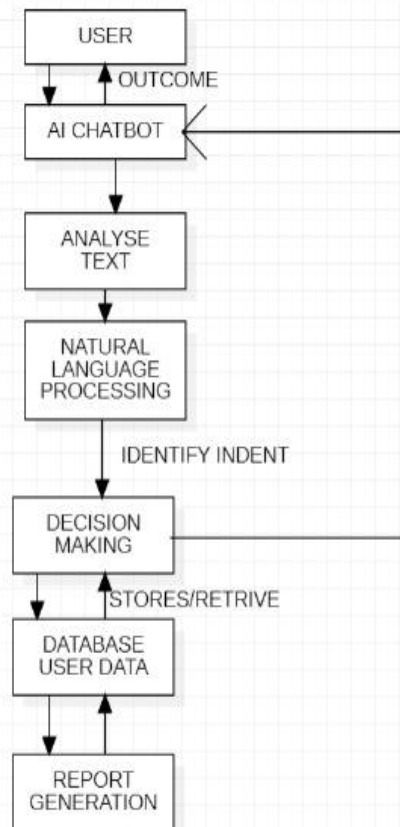 USER
OUTCOME
AI CHATBOT
ANALYSE
TEXT
NATURAL
LANGUAGE
PROCESSING
IDENTIFY INDENT
DECISION
MAKING
STORES/RETRIVE
DATABASE
USER DATA
REPORT
GENERATION